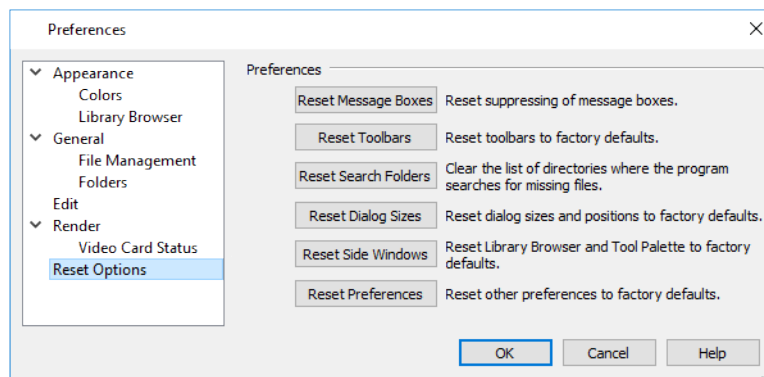 Preferences
Appearance
Colors
Library Browser
General
File Management
Folders
Edit
Render
Video Card Status
Reset Options
Preferences
Reset Message Boxes Reset suppressing of message boxes.
Reset Toolbars Reset toolbars to factory defaults.
Reset Search Folders Clear the list of directories where the program
searches for missing files.
Reset Dialog Sizes Reset dialog sizes and positions to factory defaults.
Reset Side Windows Reset Library Browser and Tool Palette to factory
defaults.
Reset Preferences Reset other preferences to factory defaults.
OK Cancel Help